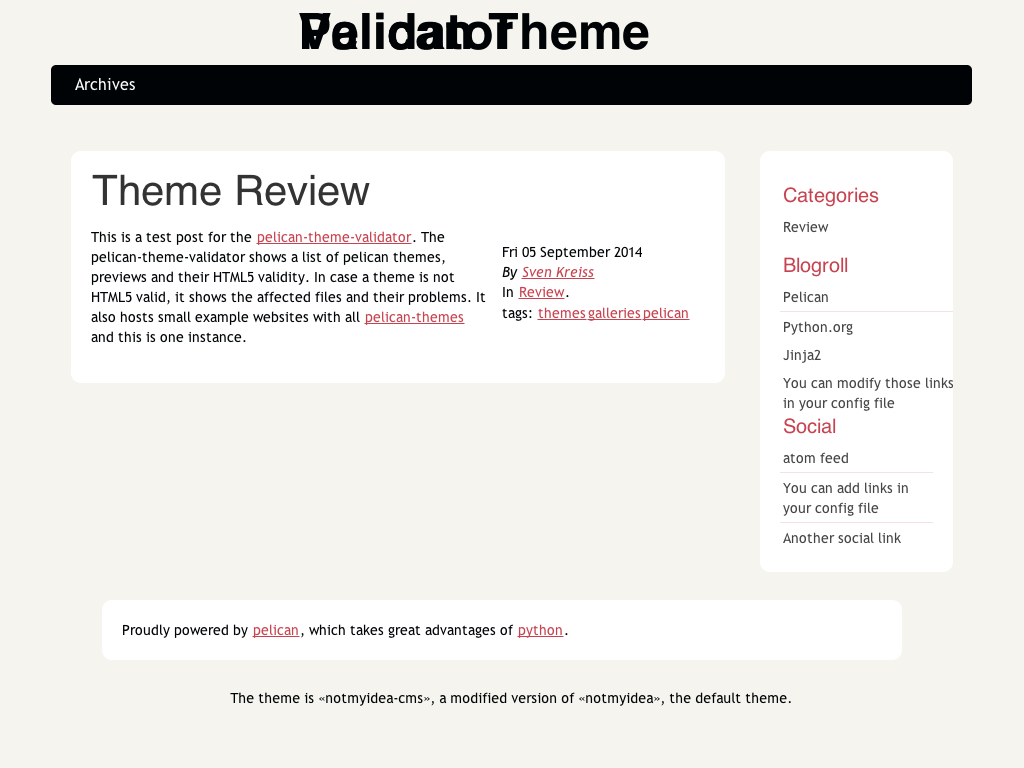 Pelican Theme
Validator
Archives
Theme Review
This is a test post for the pelican-theme-validator. The
pelican-theme-validator shows a list of pelican themes,
previews and their HTML5 validity. In case a theme is not
HTML5 valid, it shows the affected files and their problems. It
also hosts small example websites with all pelican-themes
and this is one instance.
Fri 05 September 2014
By Sven Kreiss
In Review.
tags: themes galleries pelican
Categories
Review
Blogroll
Pelican
Python.org
Jinja2
You can modify those links
in your config file
Social
atom feed
You can add links in
your config file
Another social link
Proudly powered by pelican, which takes great advantages of python.
The theme is «notmyidea-cms», a modified version of «notmyidea», the default theme.